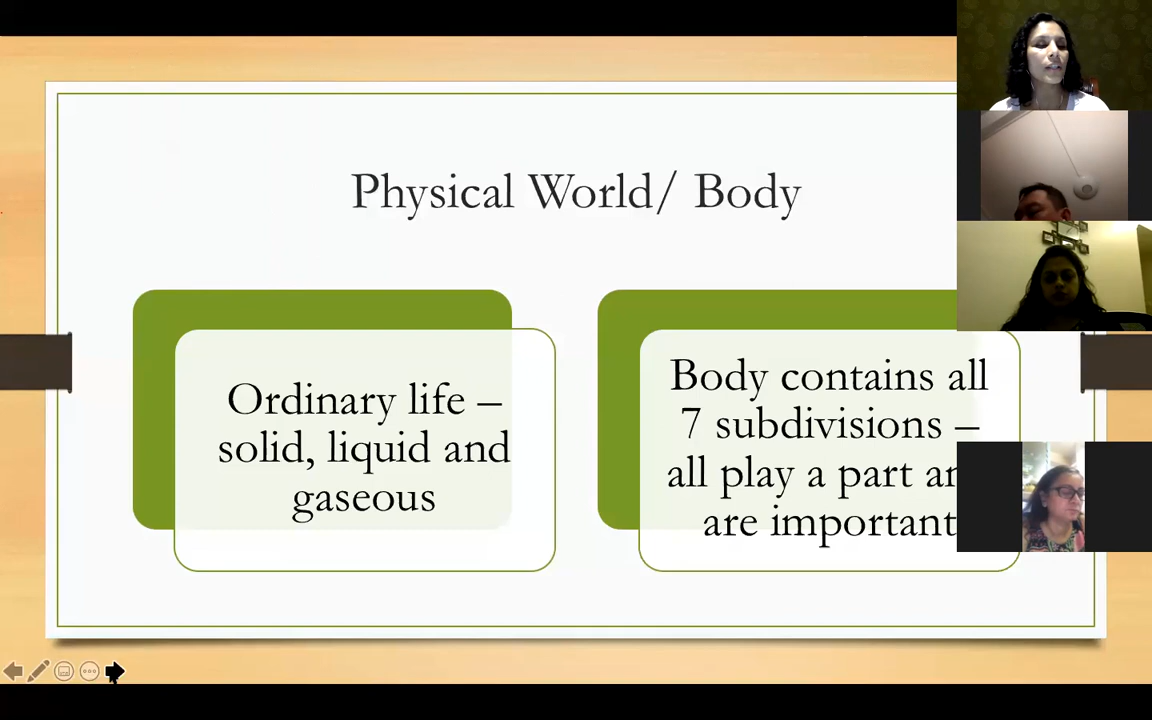 Physical World/ Body
Ordinary life –
solid, liquid and
gaseous
Body contains all
7 subdivisions –
all play a part
are important